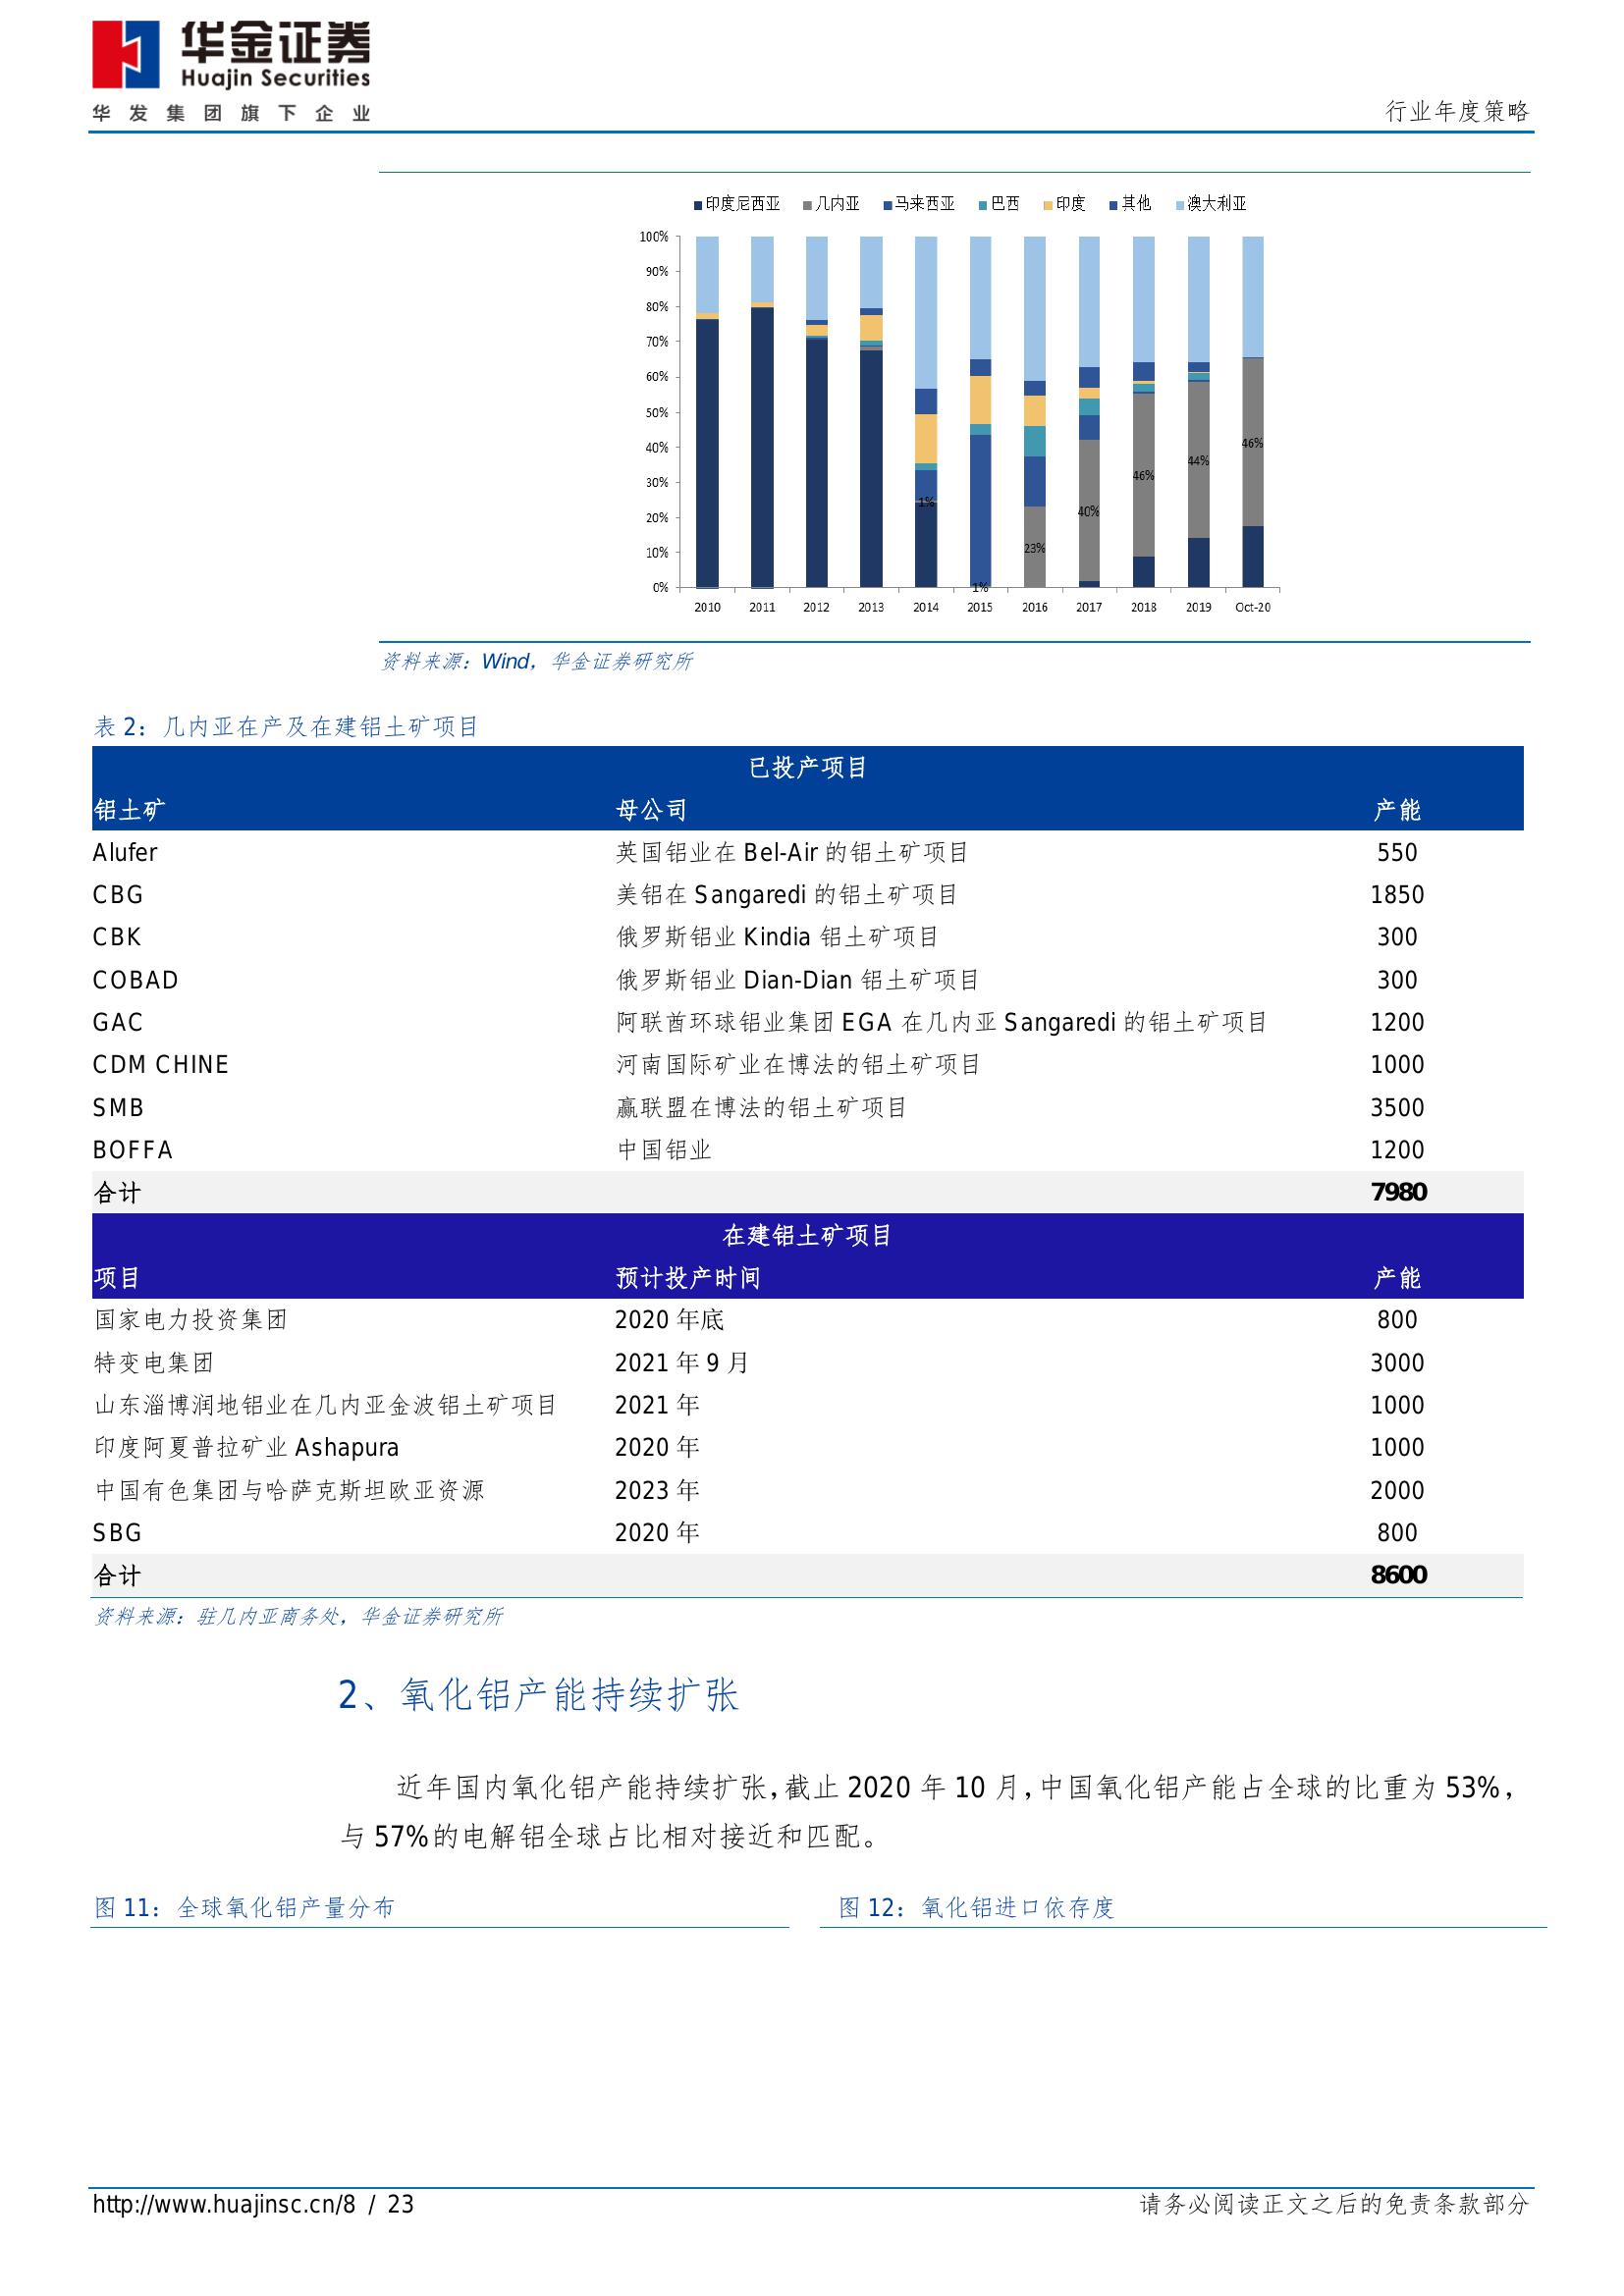 华金证券
Huajin Securities
华发集团旗下企业
行业年度策略
印度尼西亚 几内亚 马来西亚 巴西 印度 其他 澳大利亚
100%
90%
80%
70%
60%
50%
40%
30%
20%
10%
0%
1%
1%
23%
40%
46%
44%
46%
2010 2011 2012 2013 2014 2015 2016 2017 2018 2019 Oct-20
资料来源：Wind，华金证券研究所
表 2：几内亚在产及在建铝土矿项目
已投产项目
铝土矿 母公司 产能
Alufer 英国铝业在 Bel-Air 的铝土矿项目 550
CBG 美铝在 Sangaredi 的铝土矿项目 1850
CBK 俄罗斯铝业 Kindia 铝土矿项目 300
COBAD 俄罗斯铝业 Dian-Dian 铝土矿项目 300
GAC 阿联酋环球铝业集团 EGA 在几内亚 Sangaredi 的铝土矿项目 1200
CDM CHINE 河南国际矿业在博法的铝土矿项目 1000
SMB 赢联盟在博法的铝土矿项目 3500
BOFFA 中国铝业 1200
合计 7980
在建铝土矿项目
项目 预计投产时间 产能
国家电力投资集团 2020 年底 800
特变电集团 2021 年 9 月 3000
山东淄博润地铝业在几内亚金波铝土矿项目 2021 年 1000
印度阿夏普拉矿业 Ashapura 2020 年 1000
中国有色集团与哈萨克斯坦欧亚资源 2023 年 2000
SBG 2020 年 800
合计 8600
资料来源：驻几内亚商务处，华金证券研究所
2、氧化铝产能持续扩张
近年国内氧化铝产能持续扩张，截止 2020 年 10 月，中国氧化铝产能占全球的比重为 53%，
与 57%的电解铝全球占比相对接近和匹配。
图 11：全球氧化铝产量分布 图 12：氧化铝进口依存度
http://www.huajinsc.cn/8 / 23 请务必阅读正文之后的免责条款部分